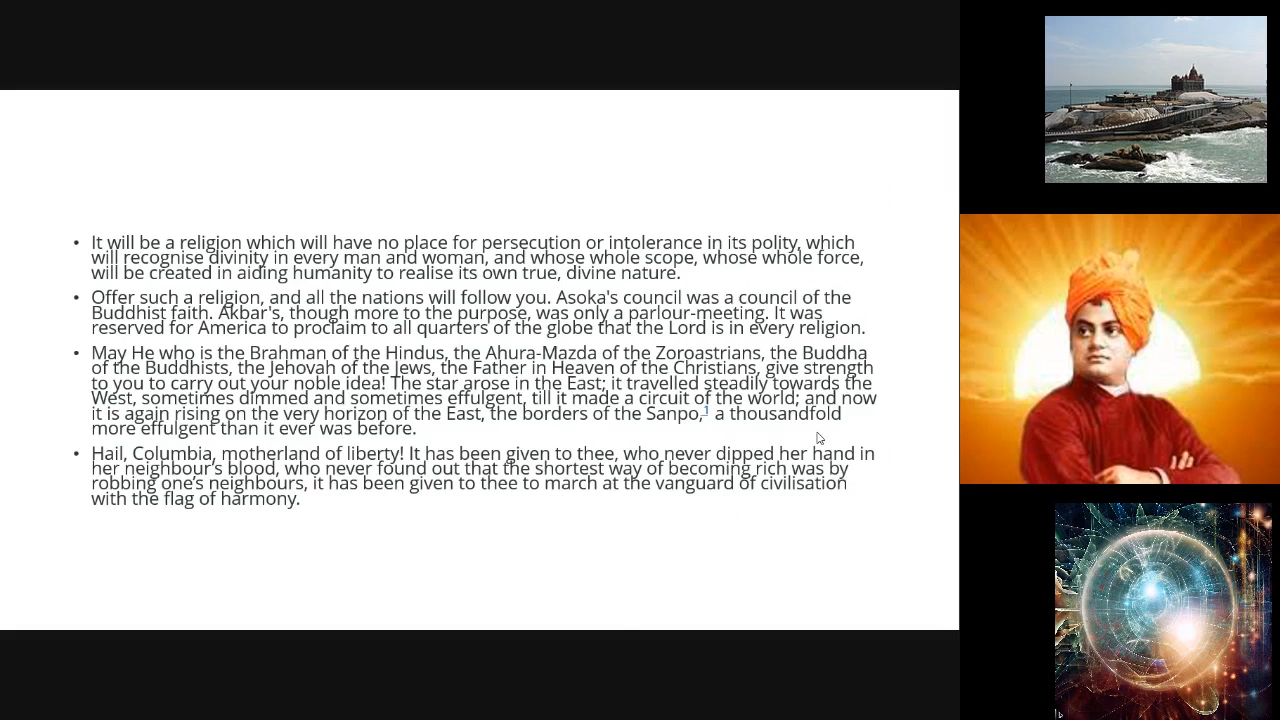 • It will be a religion which will have no place for persecution or intolerance in its polity, which
will recognise divinity in every man and woman, and whose whole scope, whose whole force,
will be created in aiding humanity to realise its own true, divine nature.
• Offer such a religion, and all the nations will follow you. Asoka's council was a council of the
Buddhist faith. Akbar's, though more to the purpose, was only a parlour-meeting. It was
reserved for America to proclaim to all quarters of the globe that the Lord is in every religion.
• May He who is the Brahman of the Hindus, the Ahura-Mazda of the Zoroastrians, the Buddha
of the Buddhists, the Jehovah of the Jews, the Father in Heaven of the Christians, give strength
to you to carry out your noble idea! The star arose in the East; it travelled steadily towards the
West, sometimes dimmed and sometimes effulgent, till it made a circuit of the world; and now
it is again rising on the very horizon of the East, the borders of the Sanpo,1 a thousandfold
more effulgent than it ever was before.
• Hail, Columbia, motherland of liberty! It has been given to thee, who never dipped her hand in
her neighbour's blood, who never found out that the shortest way of becoming rich was by
robbing one's neighbours, it has been given to thee to march at the vanguard of civilisation
with the flag of harmony.